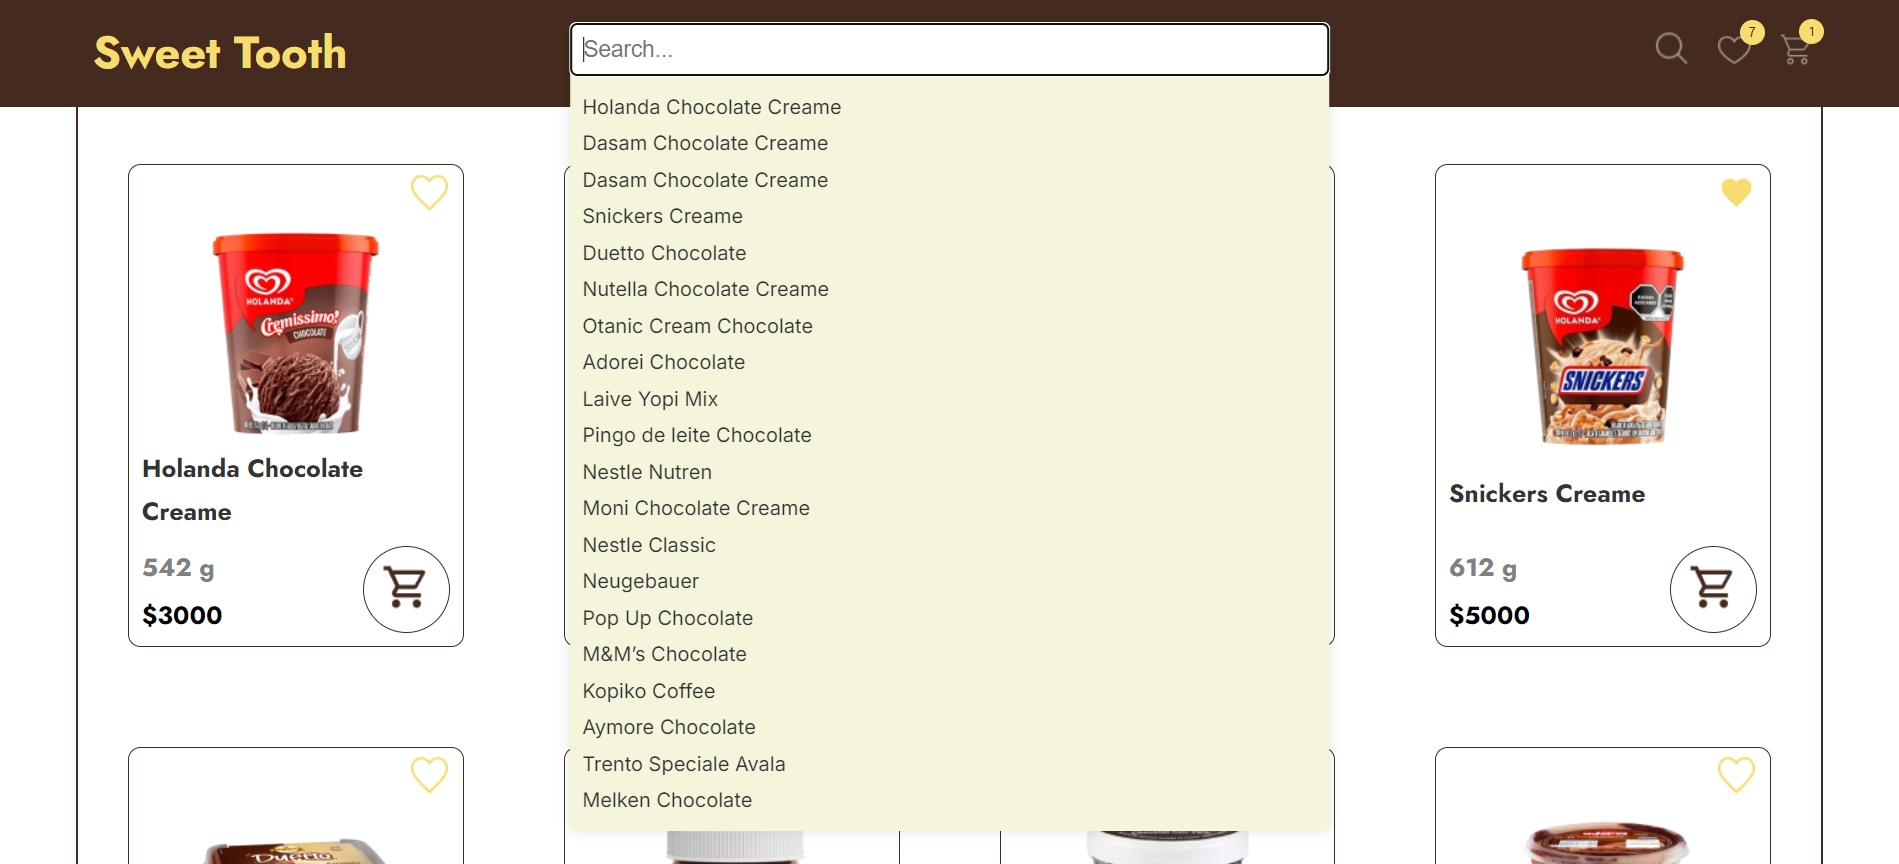 Sweet Tooth
Search...
7
1
Holanda Chocolate Creame
Dasam Chocolate Creame
Dasam Chocolate Creame
Snickers Creame
Duetto Chocolate
Nutella Chocolate Creame
Otanic Cream Chocolate
Adorei Chocolate
Laive Yopi Mix
Pingo de leite Chocolate
Nestle Nutren
Moni Chocolate Creame
Nestle Classic
Neugebauer
Pop Up Chocolate
M&M’s Chocolate
Kopiko Coffee
Aymore Chocolate
Trento Speciale Avala
Melken Chocolate
HOLANDA
Cremissimo!
CHOCOLATE
Holanda Chocolate
Creame
542 g
$3000
HOLANDA
SNICKERS
Snickers Creame
612 g
$5000
Duetto